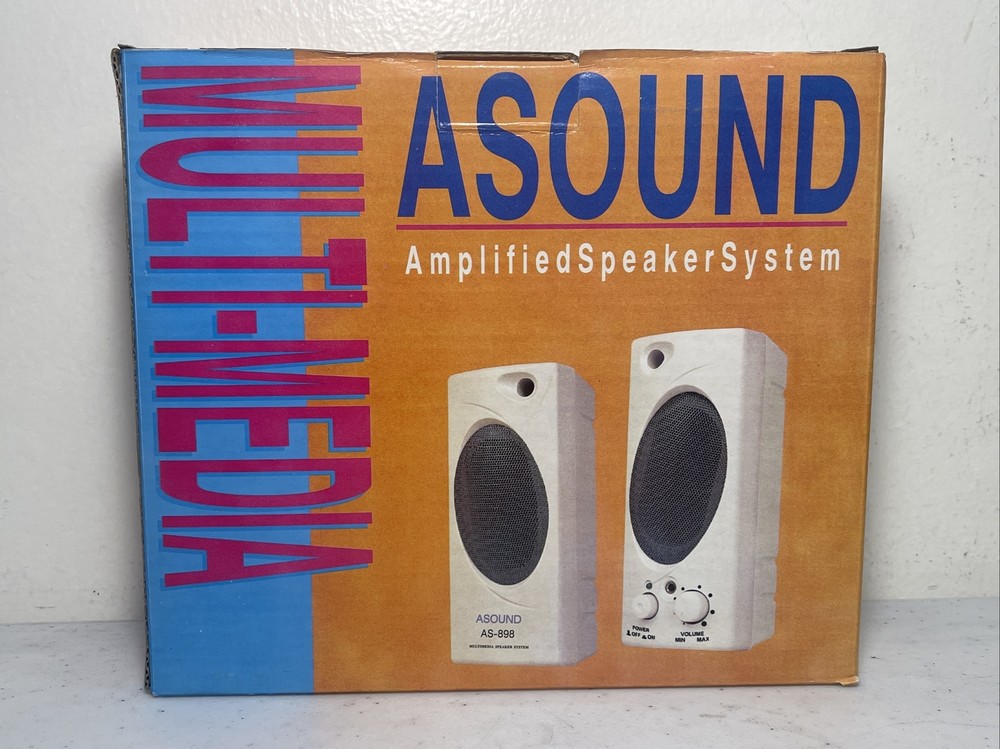 MULTI-MEDIA
ASOUND
AmplifiedSpeakerSystem
ASOUND
AS-898
MULTIMEDIA SPEAKER SYSTEM
POWER
OFF ON
VOLUME
MIN MAX